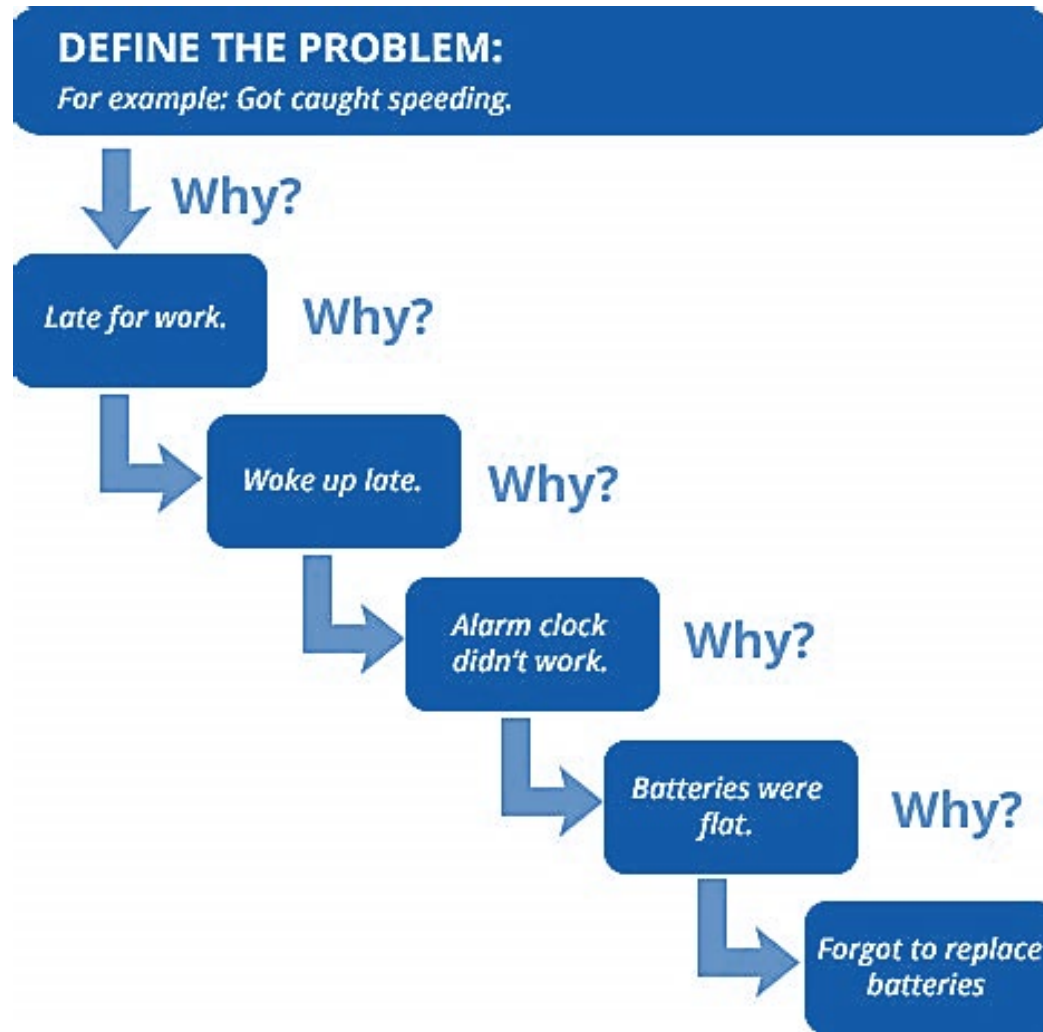 DEFINE THE PROBLEM:
For example: Got caught speeding.
Why?
Late for work.
Why?
Woke up late.
Why?
Alarm clock
didn't work.
Why?
Batteries were
flat.
Why?
Forgot to replace
batteries